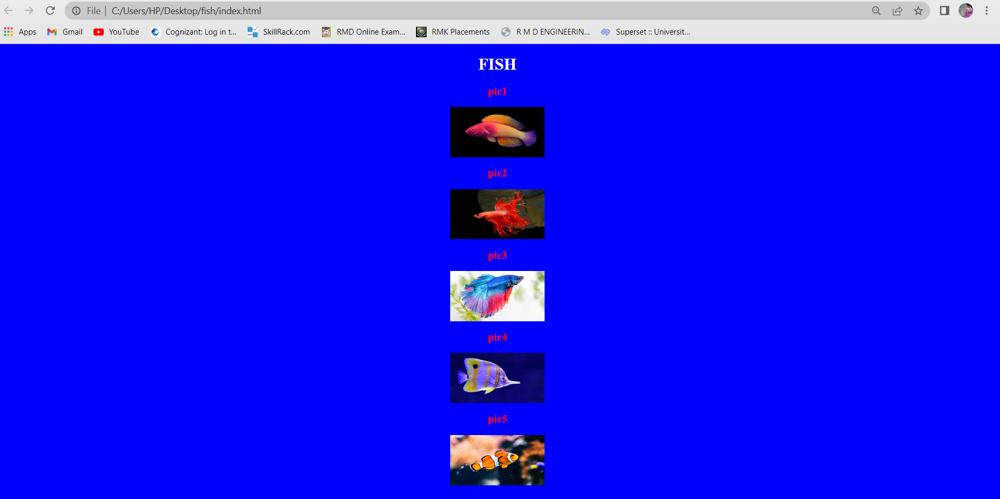 File | C:/Users/HP/Desktop/fish/index.html
Apps Gmail YouTube Cognizant: Log in t... SkillRack.com RMD Online Exam... RMK Placements R M D ENGINEERIN... Superset :: Universit...
FISH
pic1
pic2
pic3
pic4
pic5